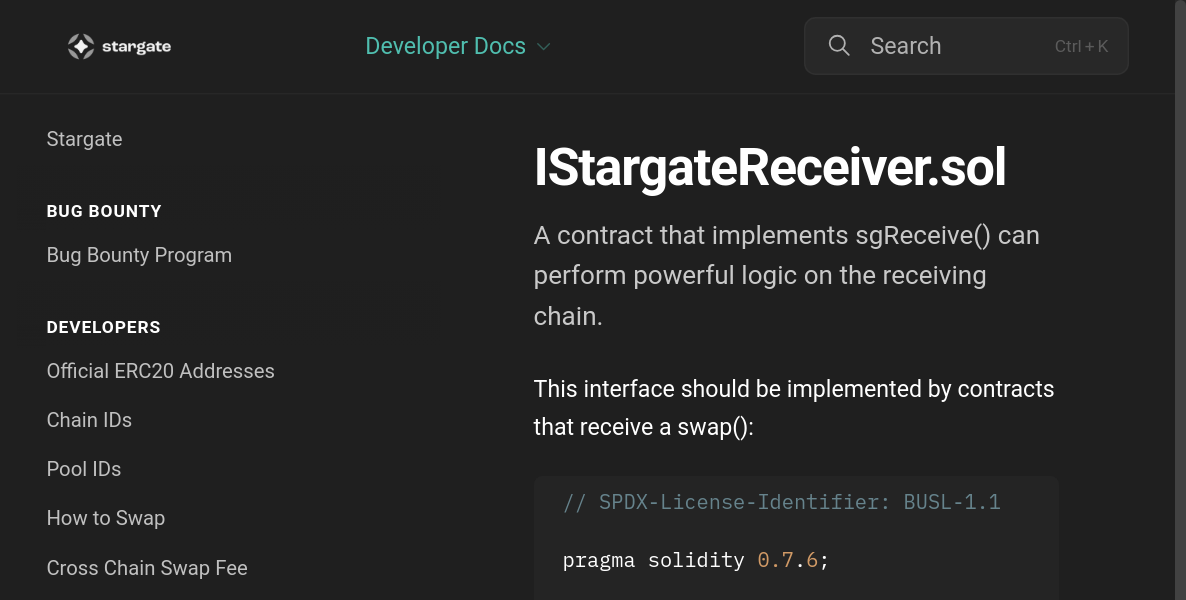 stargate
Developer Docs
Search
Ctrl + K
Stargate
BUG BOUNTY
Bug Bounty Program
DEVELOPERS
Official ERC20 Addresses
Chain IDs
Pool IDs
How to Swap
Cross Chain Swap Fee
IStargateReceiver.sol
A contract that implements sgReceive() can
perform powerful logic on the receiving
chain.
This interface should be implemented by contracts
that receive a swap():
// SPDX-License-Identifier: BUSL-1.1
pragma solidity 0.7.6;